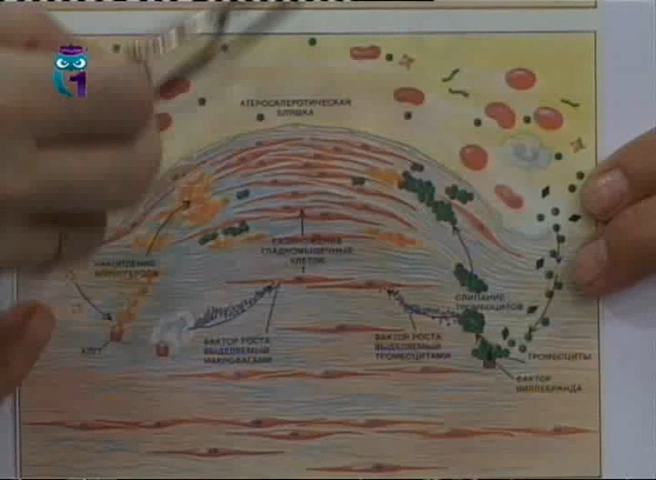 1
АТЕРОСКЛЕРОТИЧЕСКАЯ
БЛЯШКА
РАЗМНОЖЕНИЕ
ГЛАДКОМЫШЕЧНЫХ
КЛЕТОК
НАКОПЛЕНИЕ
СЛИПАНИЕ
ТРОМБОЦИТОВ
ФАКТОР РОСТА
ВЫДЕЛЯЕМЫЙ
МАКРОФАГАМИ
ФАКТОР РОСТА
ВЫДЕЛЯЕМЫЙ
ТРОМБОЦИТАМИ
ТРОМБОЦИТЫ
ФАКТОР
ВИЛЛЕБРАНДА